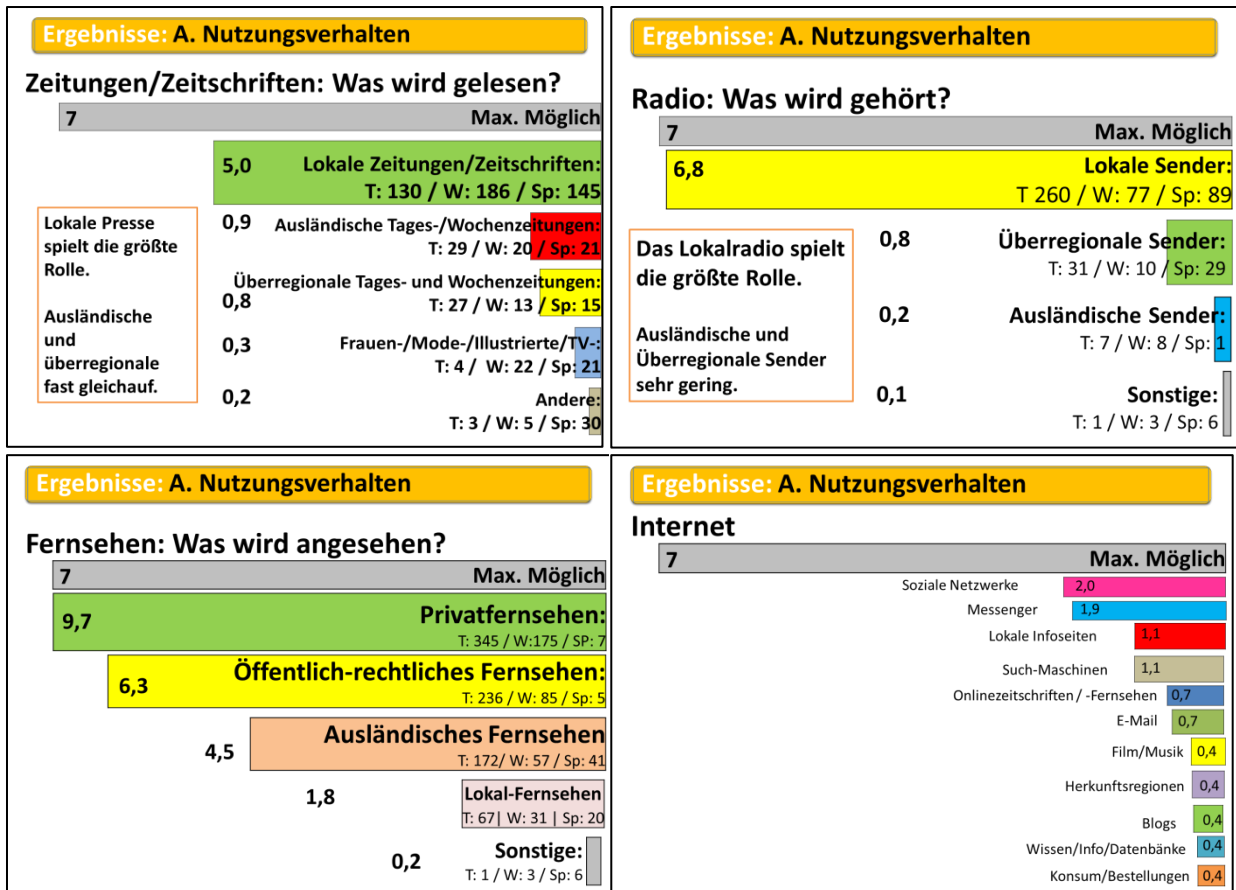 Ergebnisse: A. Nutzungsverhalten
Zeitungen/Zeitschriften: Was wird gelesen?
7 Max. Möglich
5,0 Lokale Zeitungen/Zeitschriften:
T: 130 / W: 186 / Sp: 145
Lokale Presse
spielt die größte
Rolle.
Ausländische
und
überregionale
fast gleichauf.
0,9 Ausländische Tages-/Wochenzeitungen:
T: 29 / W: 20 / Sp: 21
Überregionale Tages- und Wochenzeitungen:
0,8 T: 27 / W: 13 / Sp: 15
0,3 Frauen-/Mode-/Illustrierte/TV-:
T: 4 / W: 22 / Sp: 21
0,2 Andere:
T: 3 / W: 5 / Sp: 30
Ergebnisse: A. Nutzungsverhalten
Radio: Was wird gehört?
7 Max. Möglich
6,8 Lokale Sender:
T 260 / W: 77 / Sp: 89
Das Lokalradio spielt
die größte Rolle.
Ausländische und
Überregionale Sender
sehr gering.
0,8 Überregionale Sender:
T: 31 / W: 10 / Sp: 29
0,2 Ausländische Sender:
T: 7 / W: 8 / Sp: 1
0,1 Sonstige:
T: 1 / W: 3 / Sp: 6
Ergebnisse: A. Nutzungsverhalten
Fernsehen: Was wird angesehen?
7 Max. Möglich
9,7 Privatfernsehen:
T: 345 / W:175 / SP: 7
6,3 Öffentlich-rechtliches Fernsehen:
T: 236 / W: 85 / Sp: 5
4,5 Ausländisches Fernsehen
T: 172/ W: 57 / Sp: 41
1,8 Lokal-Fernsehen
T: 67| W: 31 | Sp: 20
0,2 Sonstige:
T: 1 / W: 3 / Sp: 6
Ergebnisse: A. Nutzungsverhalten
Internet
7 Max. Möglich
Soziale Netzwerke 2,0
Messenger 1,9
Lokale Infoseiten 1,1
Such-Maschinen 1,1
Onlinezeitschriften / -Fernsehen 0,7
E-Mail 0,7
Film/Musik 0,4
Herkunftsregionen 0,4
Blogs 0,4
Wissen/Info/Datenbänke 0,4
Konsum/Bestellungen 0,4